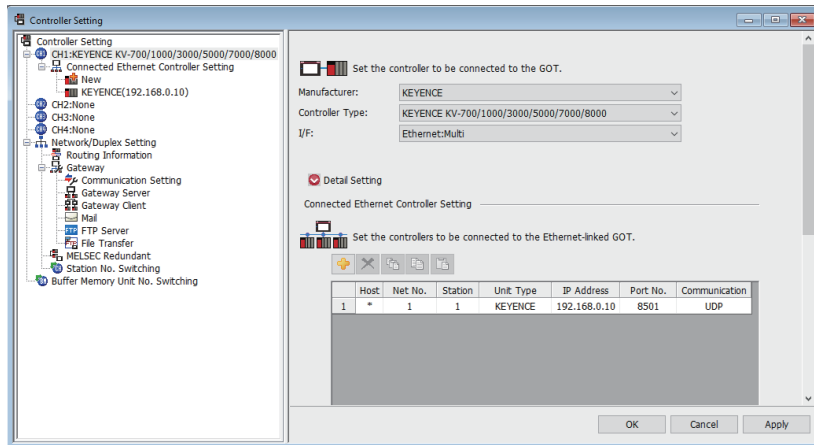 Controller Setting
Controller Setting
CH1:KEYENCE KV-700/1000/3000/5000/7000/8000
Connected Ethernet Controller Setting
New
KEYENCE(192.168.0.10)
CH2:None
CH3:None
CH4:None
Network/Duplex Setting
Routing Information
Gateway
Communication Setting
Gateway Server
Gateway Client
Mail
FTP Server
File Transfer
MELSEC Redundant
Station No. Switching
Buffer Memory Unit No. Switching
Set the controller to be connected to the GOT.
Manufacturer: KEYENCE
Controller Type: KEYENCE KV-700/1000/3000/5000/7000/8000
I/F: Ethernet:Multi
Detail Setting
Connected Ethernet Controller Setting
Set the controllers to be connected to the Ethernet-linked GOT.
Host Net No. Station Unit Type IP Address Port No. Communication
1 * 1 1 KEYENCE 192.168.0.10 8501 UDP
OK Cancel Apply